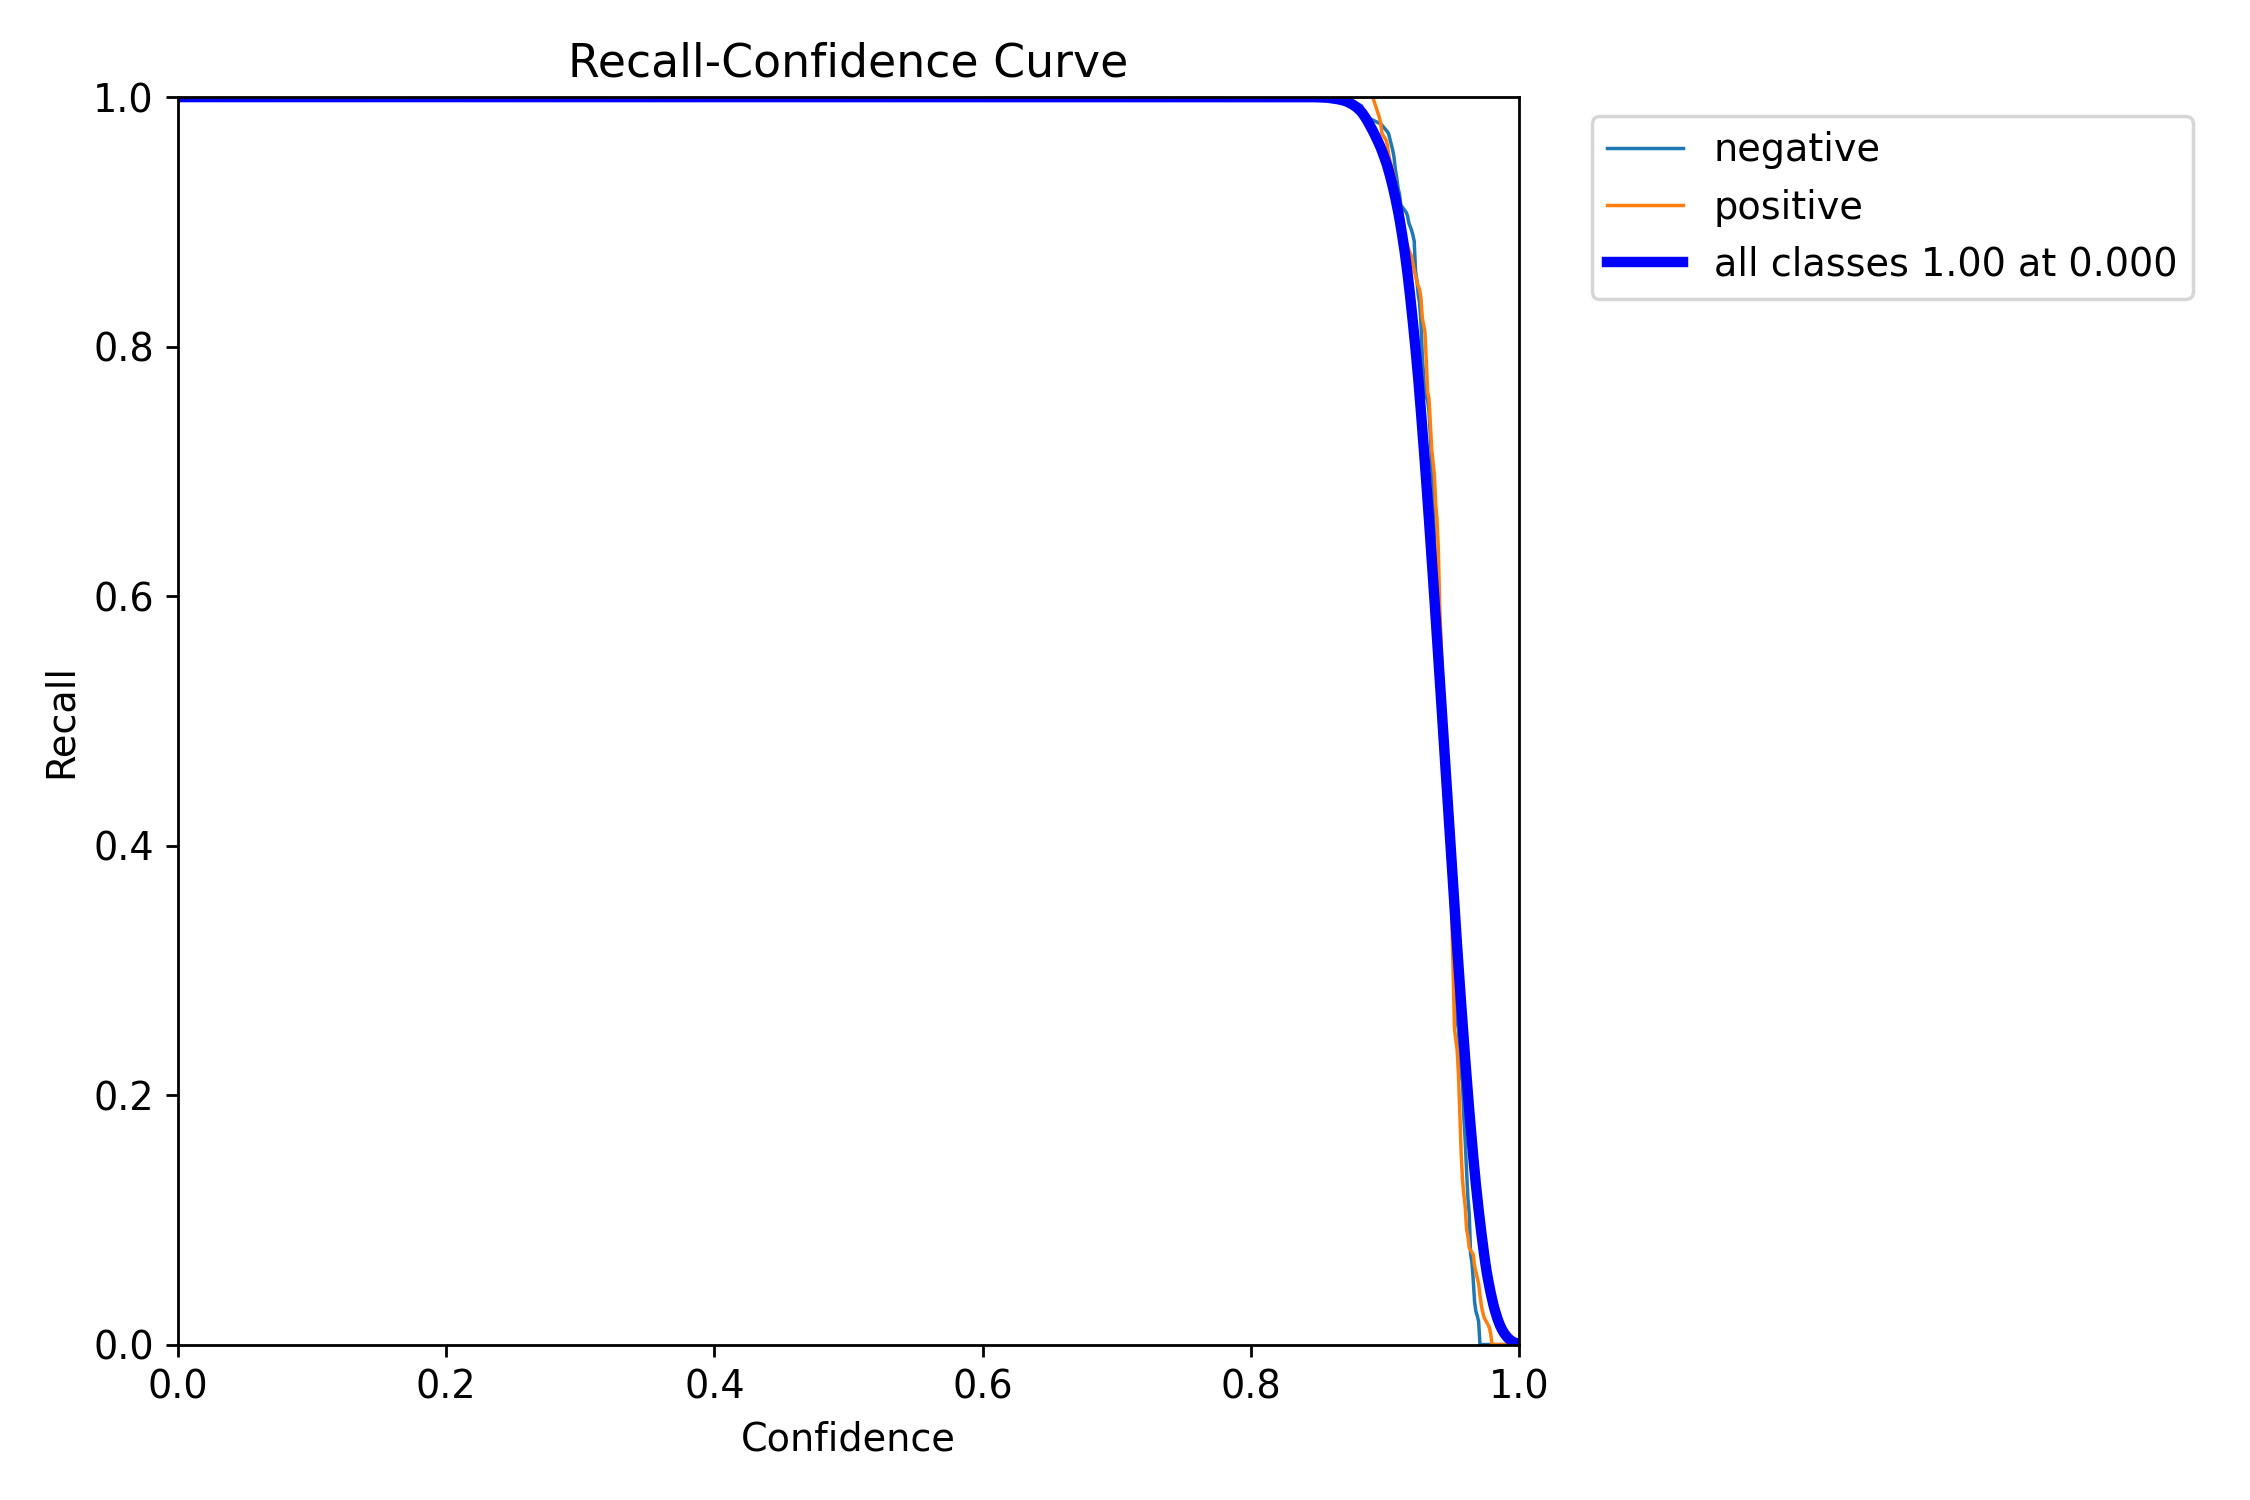 Recall-Confidence Curve
1.0
0.8
0.6
0.4
0.2
0.0
Recall
0.0 0.2 0.4 0.6 0.8 1.0
Confidence
negative
positive
all classes 1.00 at 0.000